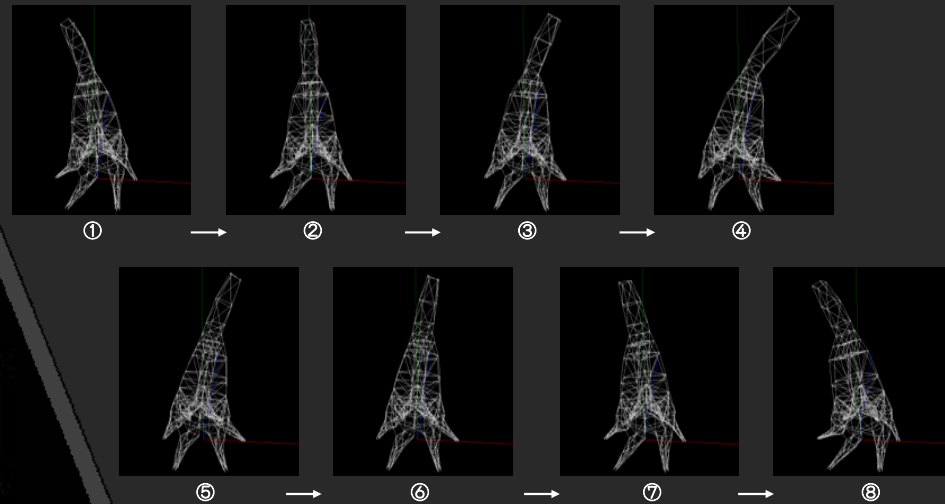 ① ② ③ ④
⑤ ⑥ ⑦ ⑧